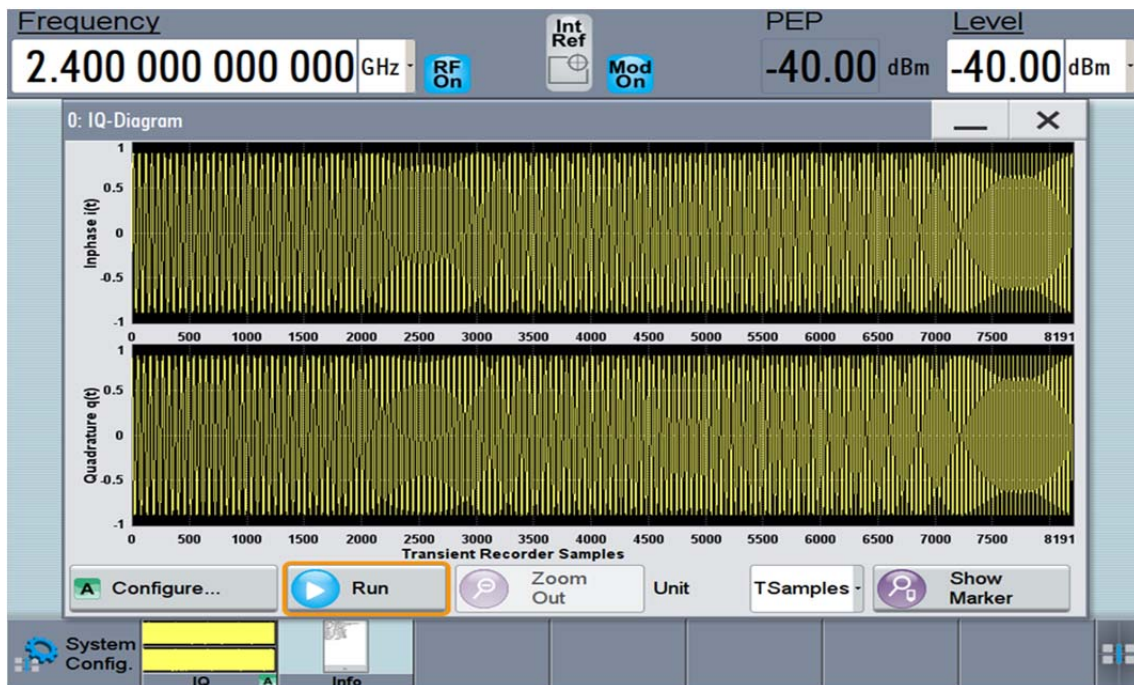 Frequency
2.400 000 000 000 GHz
RF On
Int Ref
Mod On
PEP
-40.00 dBm
Level
-40.00 dBm
0: IQ-Diagram
Inphase i(t)
1
0.5
0
-0.5
-1
0 500 1000 1500 2000 2500 3000 3500 4000 4500 5000 5500 6000 6500 7000 7500 8191
Quadrature q(t)
1
0.5
0
-0.5
-1
0 500 1000 1500 2000 2500 3000 3500 4000 4500 5000 5500 6000 6500 7000 7500 8191
Transient Recorder Samples
A Configure...
Run
Zoom
Out
Unit
TSamples
Show
Marker
System
Config.
IQ A
Info